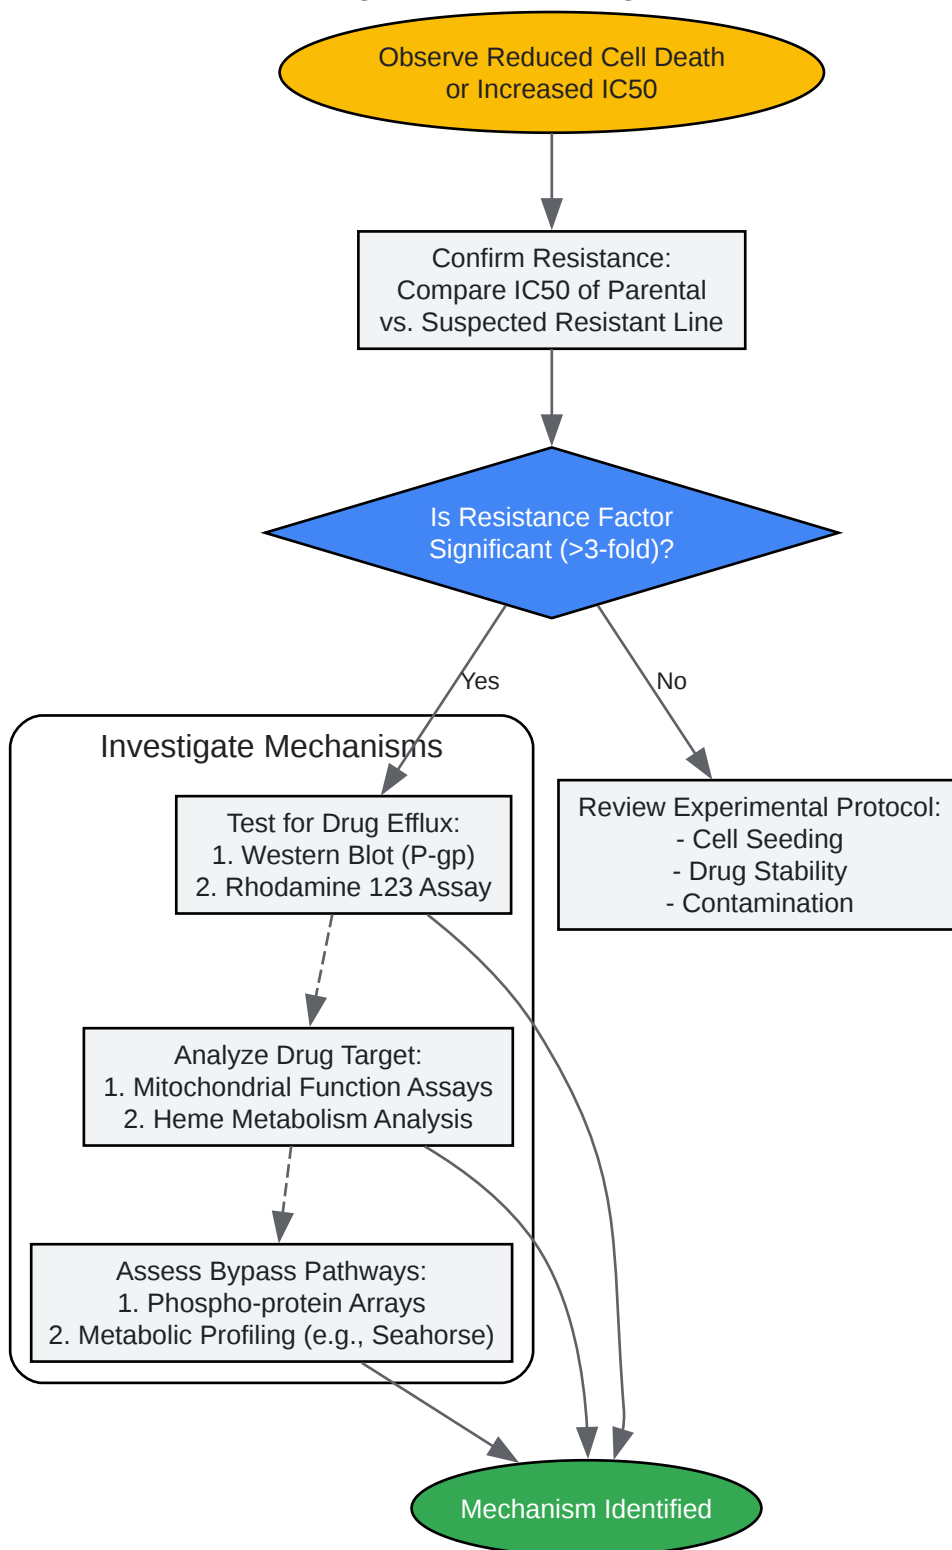 Observe Reduced Cell Death
or Increased IC50
Confirm Resistance:
Compare IC50 of Parental
vs. Suspected Resistant Line
Is Resistance Factor
Significant (>3-fold)?
Yes
No
Investigate Mechanisms
Test for Drug Efflux:
1. Western Blot (P-gp)
2. Rhodamine 123 Assay
Review Experimental Protocol:
- Cell Seeding
- Drug Stability
- Contamination
Analyze Drug Target:
1. Mitochondrial Function Assays
2. Heme Metabolism Analysis
Assess Bypass Pathways:
1. Phospho-protein Arrays
2. Metabolic Profiling (e.g., Seahorse)
Mechanism Identified